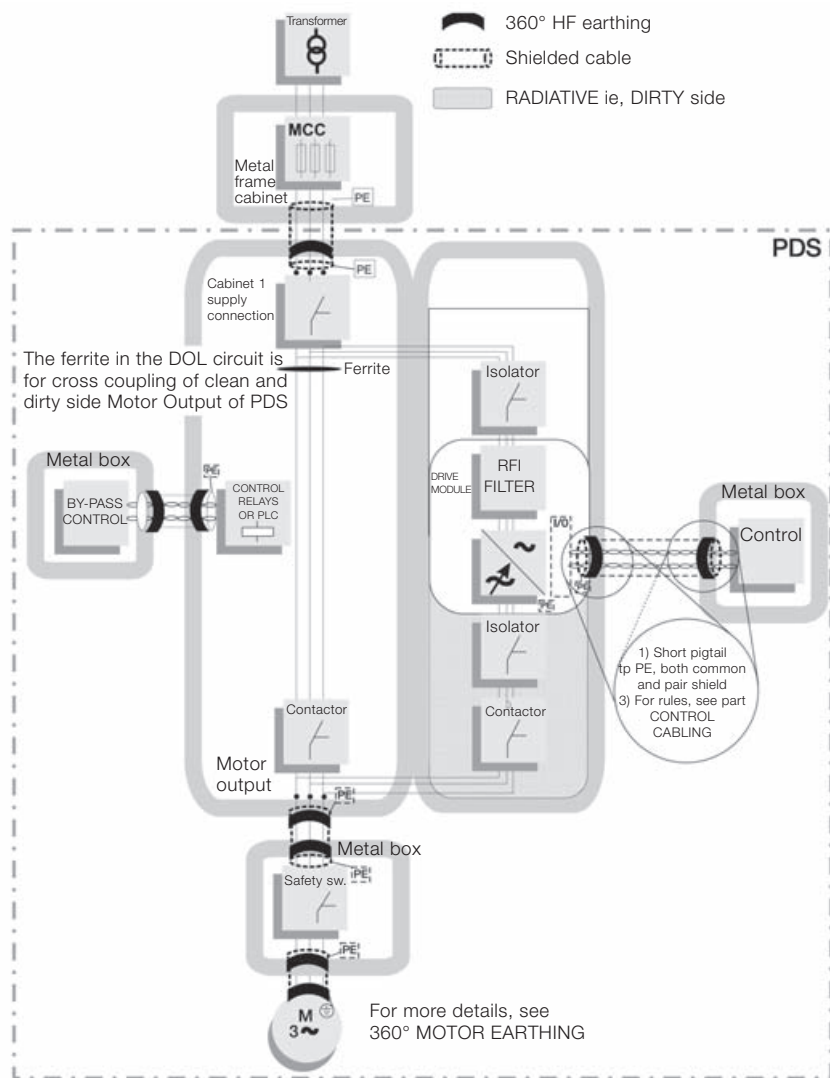 Transformer
360° HF earthing
Shielded cable
RADIATIVE ie, DIRTY side
MCC
Metal
frame
cabinet
PE
PDS
PE
Cabinet 1
supply
connection
The ferrite in the DOL circuit is
for cross coupling of clean and
dirty side Motor Output of PDS
Ferrite
Isolator
Metal box
BY-PASS
CONTROL
PE
CONTROL
RELAYS
OR PLC
DRIVE
MODULE
RFI
FILTER
I/O
PE
PE
Metal box
Control
Isolator
1) Short pigtail
tp PE, both common
and pair shield
3) For rules, see part
CONTROL
CABLING
Contactor
Contactor
Motor
output
PE
Metal box
Safety sw.
PE
PE
M
3~
For more details, see
360° MOTOR EARTHING